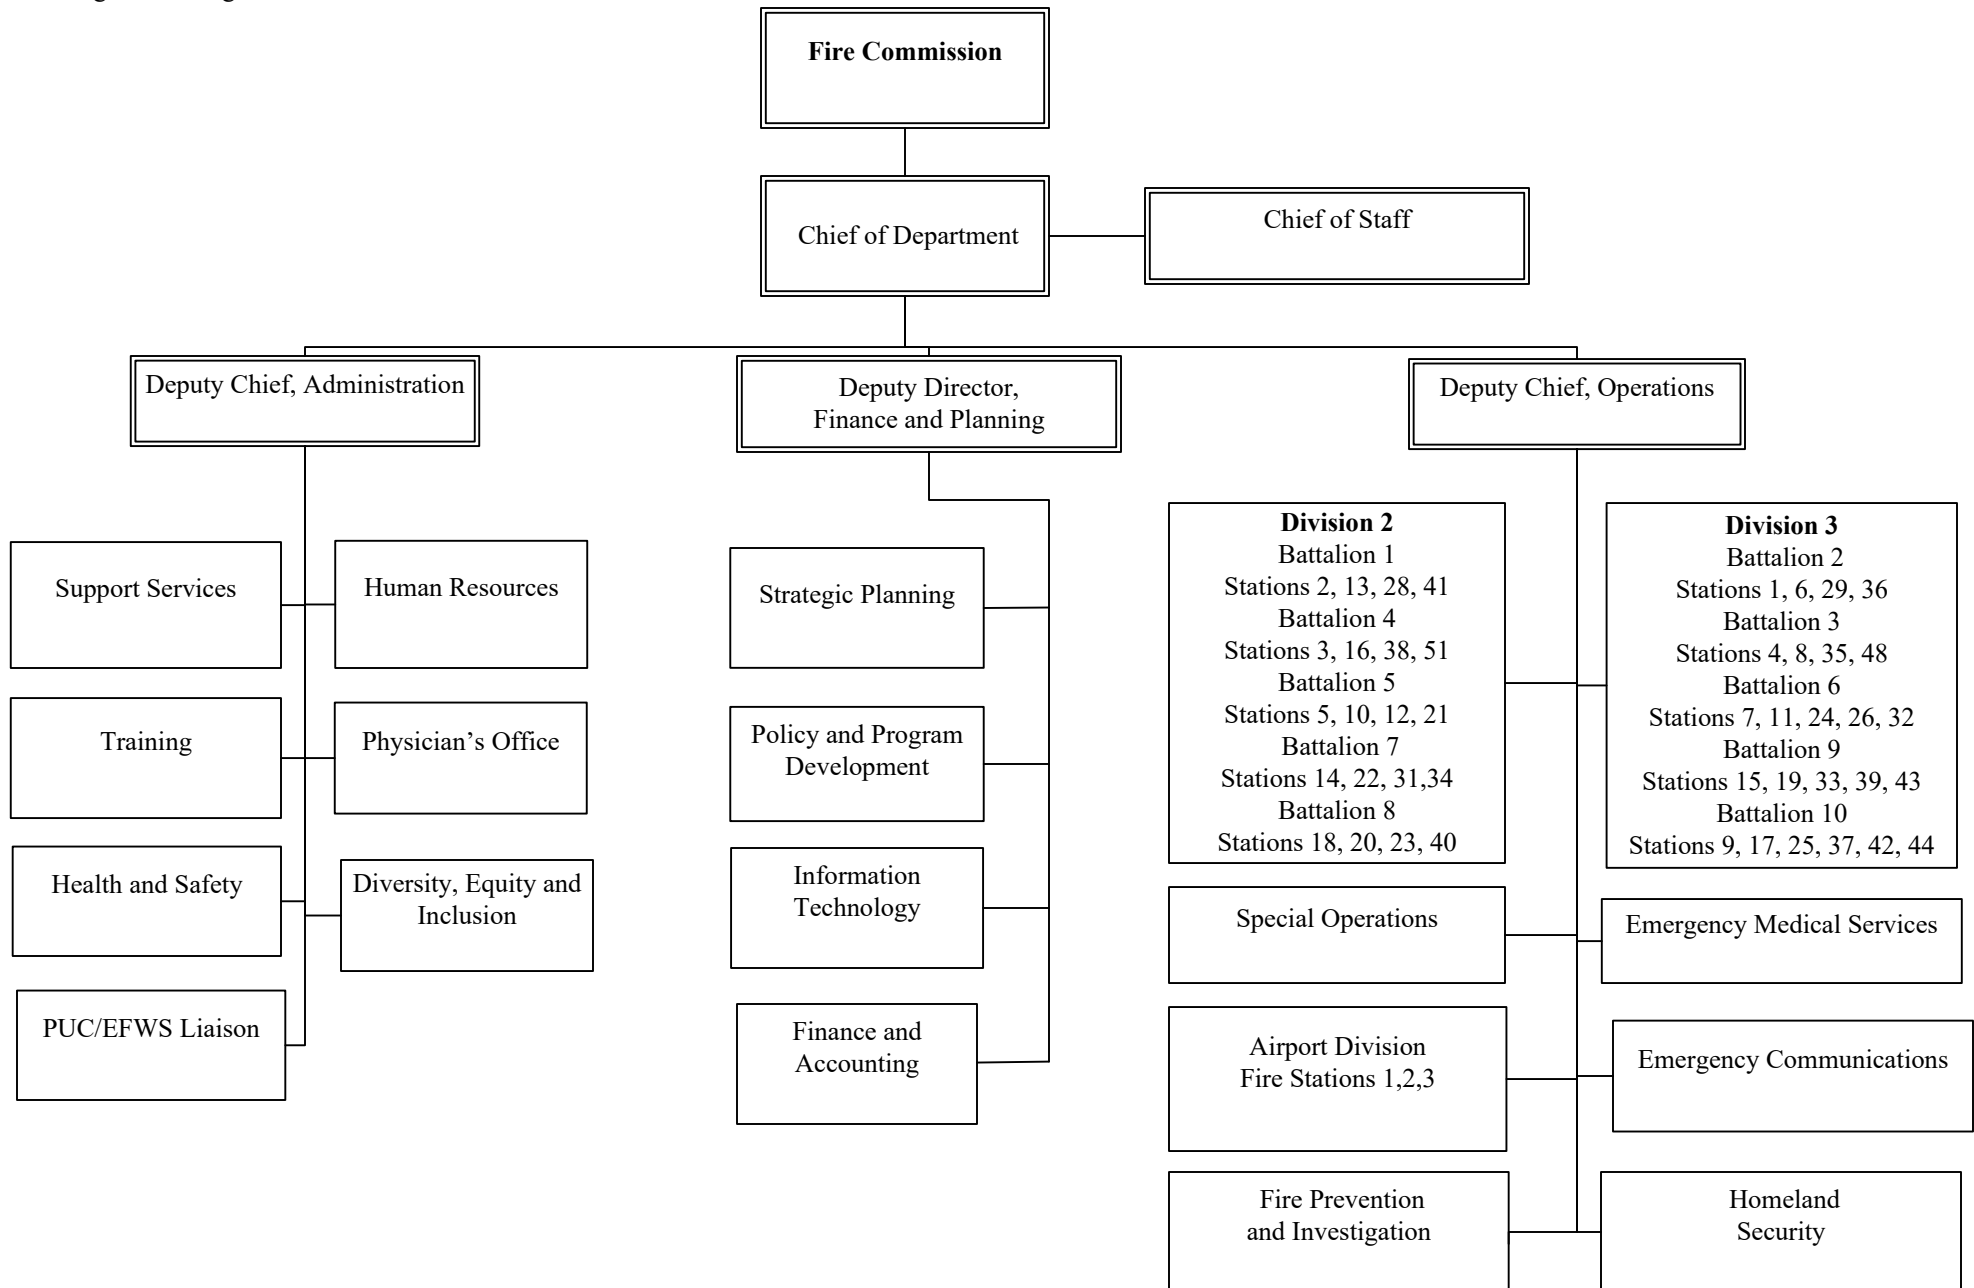 Fire Commission
Chief of Department
Chief of Staff
Deputy Chief, Administration
Deputy Director,
Finance and Planning
Deputy Chief, Operations
Support Services
Human Resources
Training
Physician’s Office
Health and Safety
Diversity, Equity and
Inclusion
PUC/EFWS Liaison
Strategic Planning
Policy and Program
Development
Information
Technology
Finance and
Accounting
Division 2
Battalion 1
Stations 2, 13, 28, 41
Battalion 4
Stations 3, 16, 38, 51
Battalion 5
Stations 5, 10, 12, 21
Battalion 7
Stations 14, 22, 31,34
Battalion 8
Stations 18, 20, 23, 40
Division 3
Battalion 2
Stations 1, 6, 29, 36
Battalion 3
Stations 4, 8, 35, 48
Battalion 6
Stations 7, 11, 24, 26, 32
Battalion 9
Stations 15, 19, 33, 39, 43
Battalion 10
Stations 9, 17, 25, 37, 42, 44
Special Operations
Emergency Medical Services
Airport Division
Fire Stations 1,2,3
Emergency Communications
Fire Prevention
and Investigation
Homeland
Security